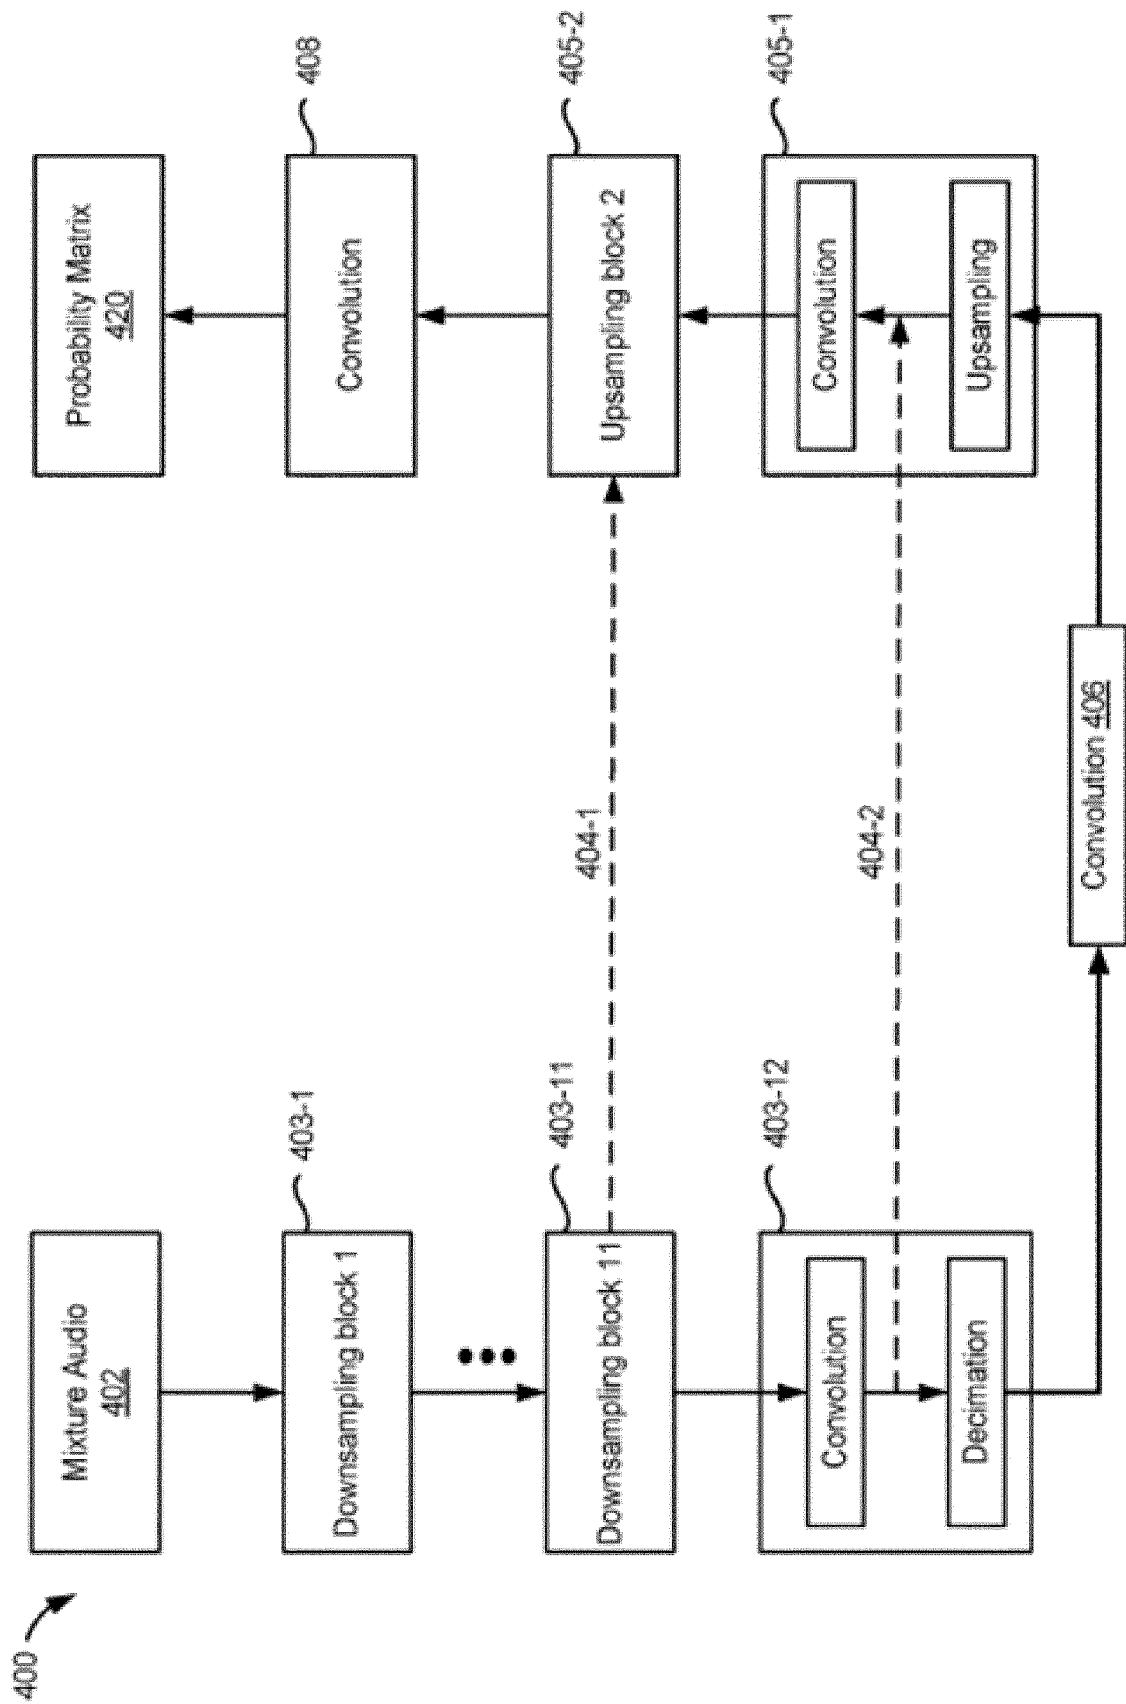 400
Mixture Audio
402
Downsampling block 1
403-1
Downsampling block 11
403-11
Convolution
Decimation
403-12
404-1
404-2
Convolution 406
Probability Matrix
420
Convolution
408
Upsampling block 2
405-2
Convolution
Upsampling
405-1